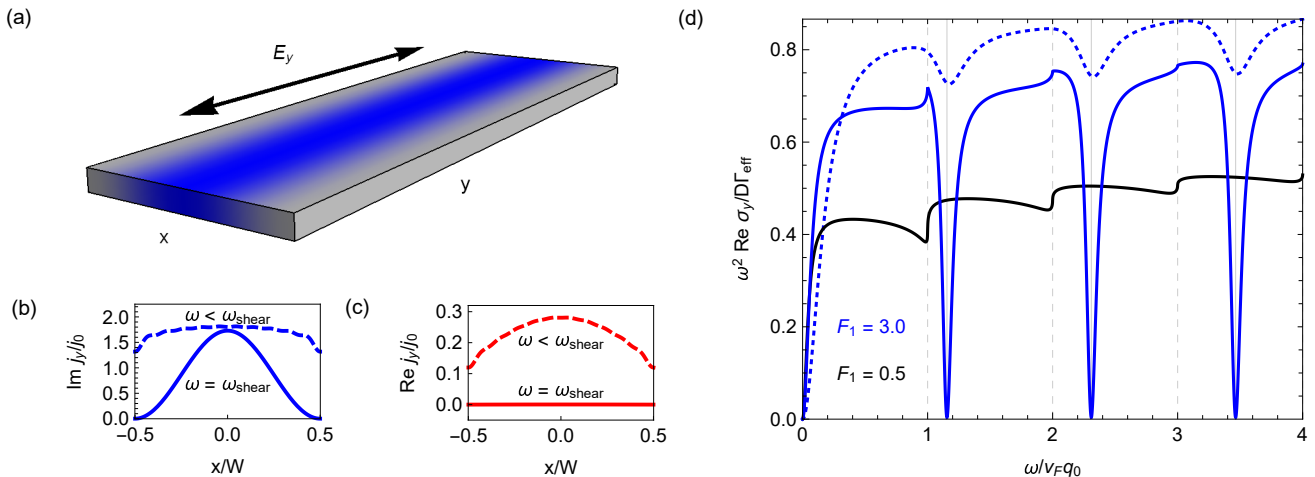 (a)
E_y
x
y
(b)
Im j_y/j_0
2.0
1.5
1.0
0.5
0.0
ω < ω_shear
ω = ω_shear
−0.5
0.0
0.5
x/W
(c)
Re j_y/j_0
0.3
0.2
0.1
0.0
ω < ω_shear
ω = ω_shear
−0.5
0.0
0.5
x/W
(d)
ω² Re σ_y/DΓ_eff
0.8
0.6
0.4
0.2
0.0
F₁ = 3.0
F₁ = 0.5
0
1
2
3
4
ω/v_F q_0